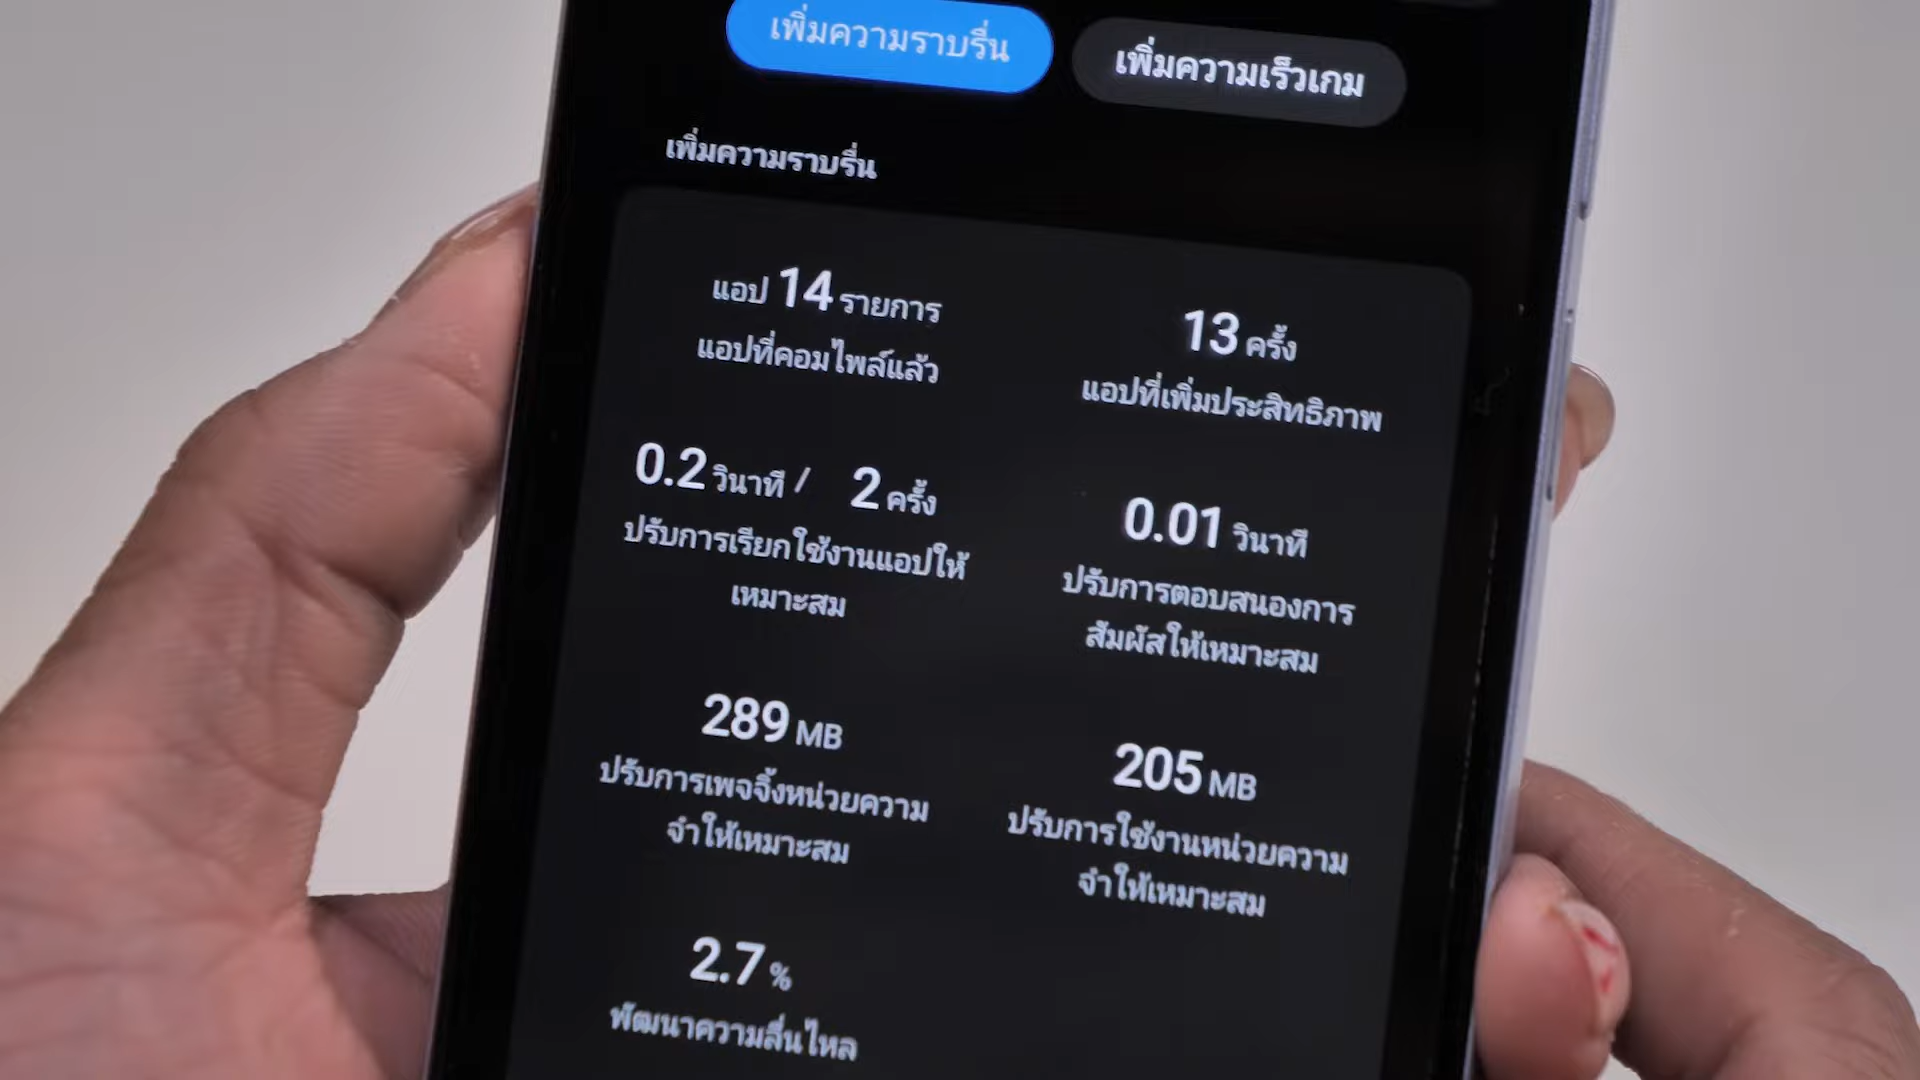 เพิ่มความราบรื่น
เพิ่มความเร็วเกม
เพิ่มความราบรื่น
แอป 14 รายการ
แอปที่คอมไพล์แล้ว
13 ครั้ง
แอปที่เพิ่มประสิทธิภาพ
0.2 วินาที / 2 ครั้ง
ปรับการเรียกใช้งานแอปให้
เหมาะสม
0.01 วินาที
ปรับการตอบสนองการ
สัมผัสให้เหมาะสม
289 MB
ปรับการเพจจิ้งหน่วยความ
จำให้เหมาะสม
205 MB
ปรับการใช้งานหน่วยความ
จำให้เหมาะสม
2.7 %
พัฒนาความลื่นไหล